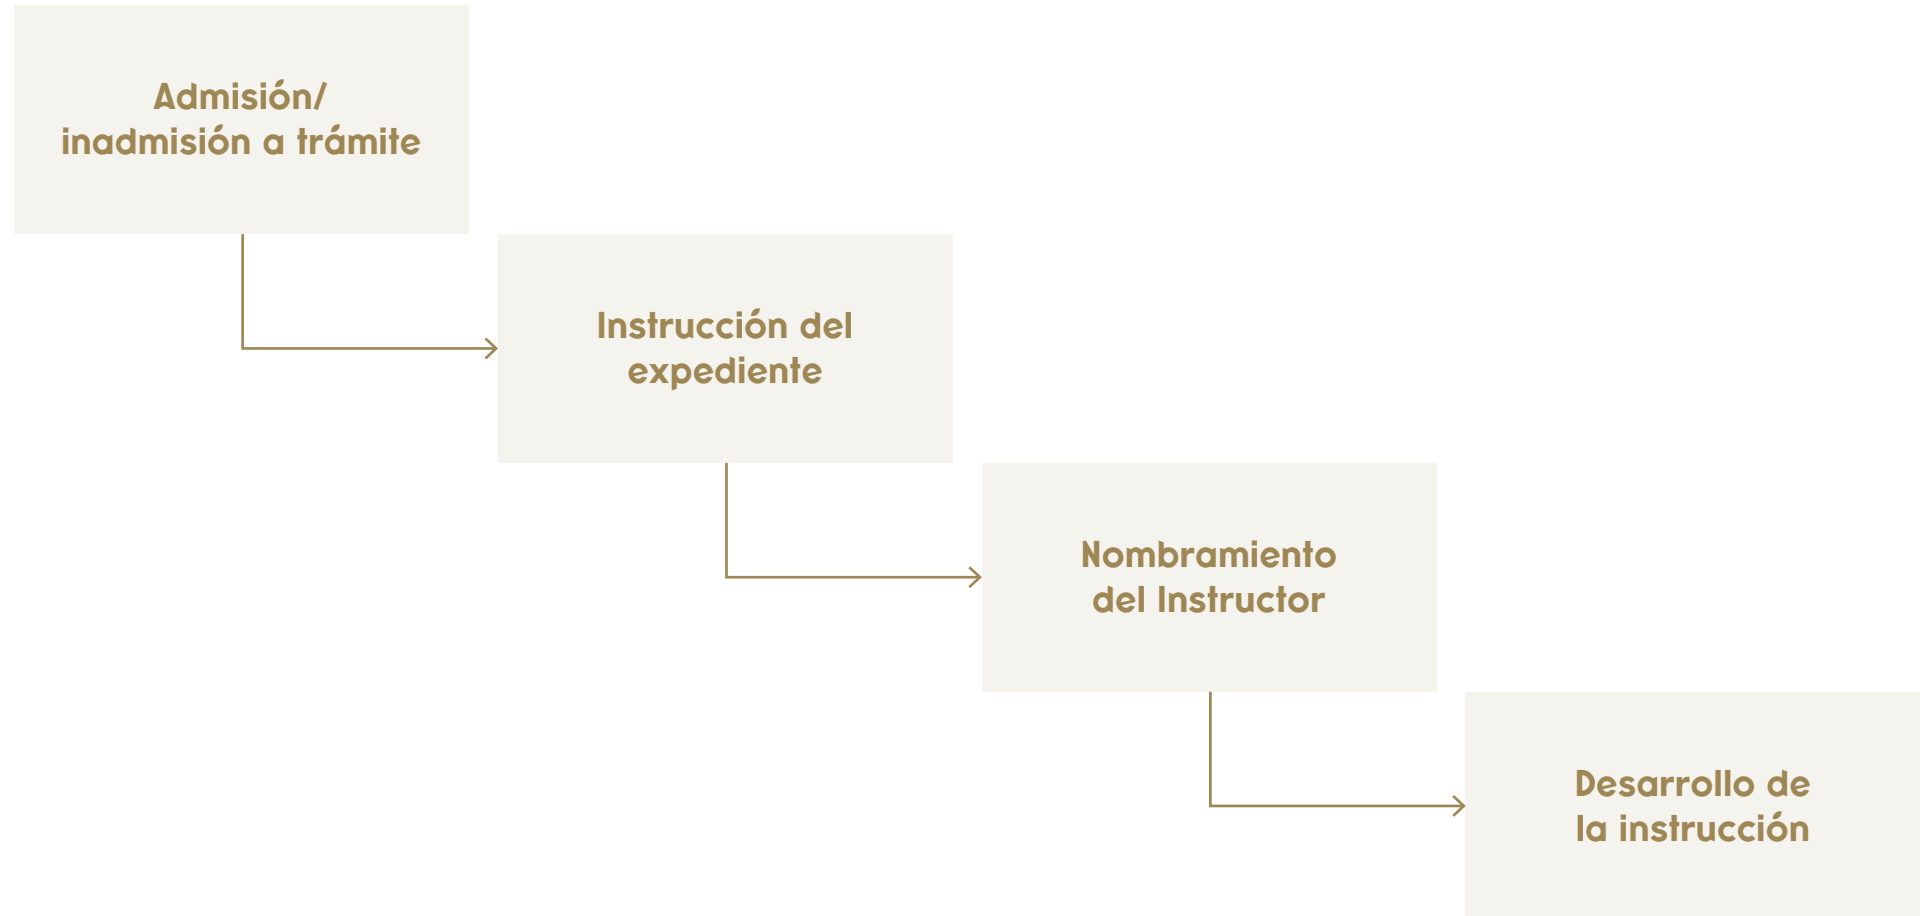 Admisión/
inadmisión a trámite
Instrucción del
expediente
Nombramiento
del Instructor
Desarrollo de
la instrucción